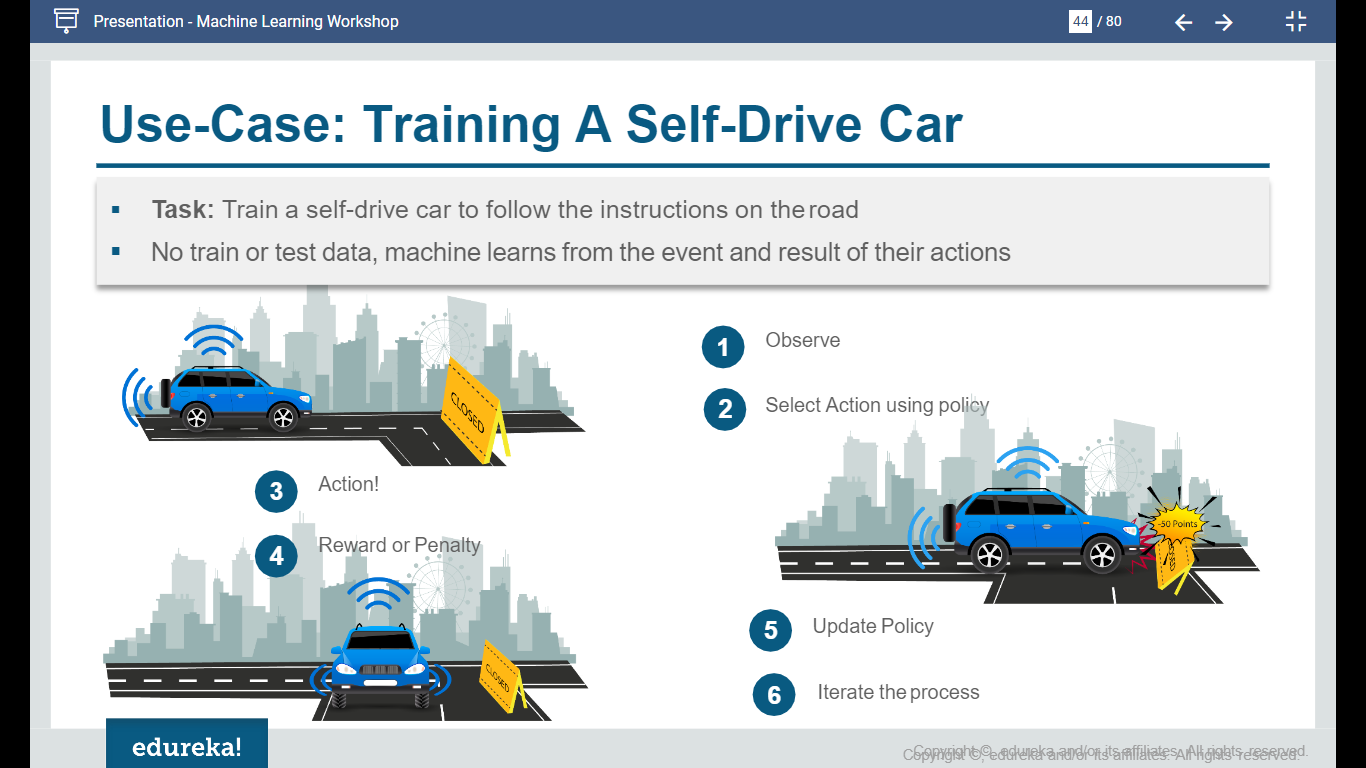 Presentation - Machine Learning Workshop
44 / 80
Use-Case: Training A Self-Drive Car
▪ Task: Train a self-drive car to follow the instructions on the road
▪ No train or test data, machine learns from the event and result of their actions
CLOSED
1 Observe
2 Select Action using policy
3 Action!
4 Reward or Penalty
-50 Points
CLOSED
CLOSED
5 Update Policy
6 Iterate the process
edureka!
Copyright ©, edureka and/or its affiliates. All rights reserved.
Copyright ©, edureka and/or its affiliates. All rights reserved.